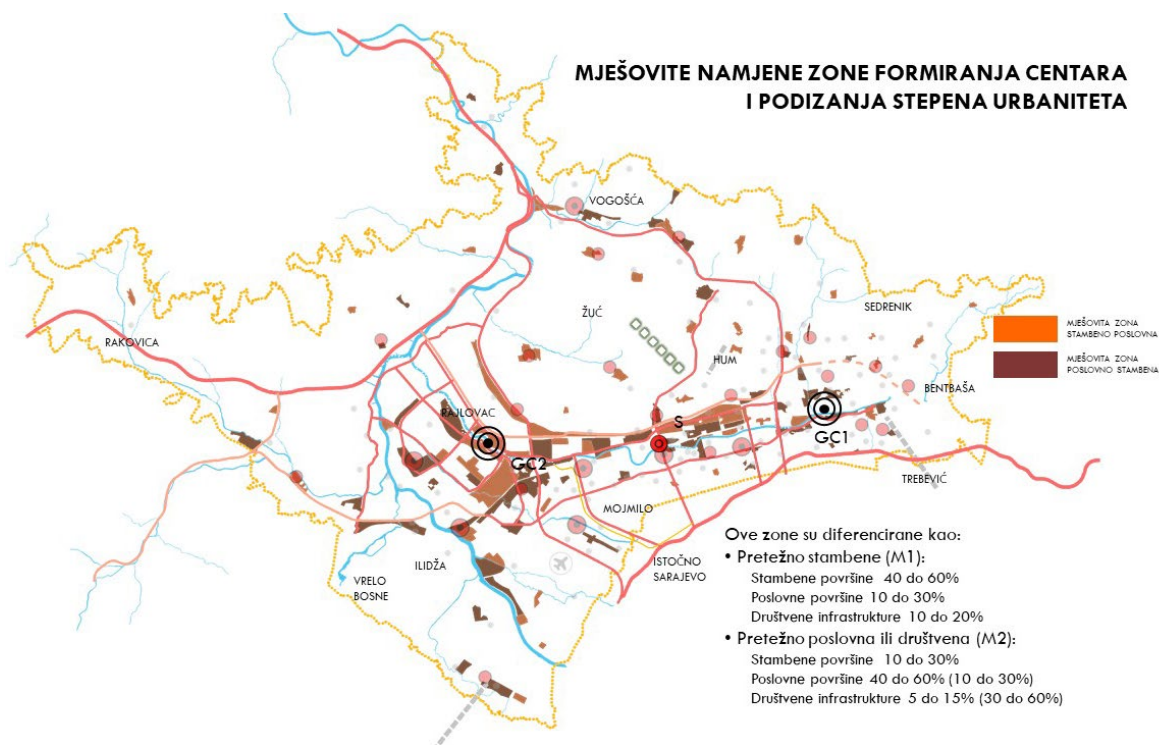 MJEŠOVITE NAMJENE ZONE FORMIRANJA CENTARA
I PODIZANJA STEPENA URBANITETA
VOGOŠĆA
SEDRENIK
ŽUČ
RAKOVICA
HUM
MJEŠOVITA ZONA
STAMBENO POSLOVNA
MJEŠOVITA ZONA
POSLOVNO STAMBENA
BENTBAŠA
RAJLOVAC
S
GC1
GC2
TREBEVIĆ
MOJMILO
ISTOČNO
SARAJEVO
ILIDŽA
VRELO
BOSNE
Ove zone su diferencirane kao:
• Pretežno stambene (M1):
Stambene površine 40 do 60%
Poslovne površine 10 do 30%
Društvene infrastrukture 10 do 20%
• Pretežno poslovna ili društvena (M2):
Stambene površine 10 do 30%
Poslovne površine 40 do 60% (10 do 30%)
Društvene infrastrukture 5 do 15% (30 do 60%)